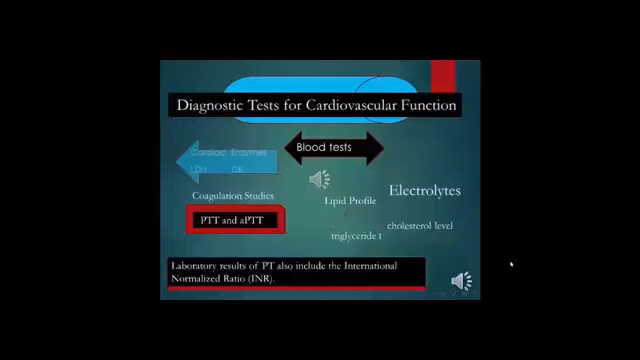 Diagnostic Tests for Cardiovascular Function
Blood tests
Cardiac Enzymes
LDH CK
Electrolytes
Coagulation Studies
Lipid Profile
PTT and aPTT
cholesterol level
triglyceride l
Laboratory results of PT also include the International
Normalized Ratio (INR).